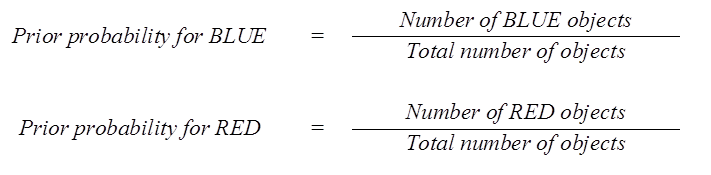 Prior probability for BLUE = Number of BLUE objects
Total number of objects
Prior probability for RED = Number of RED objects
Total number of objects